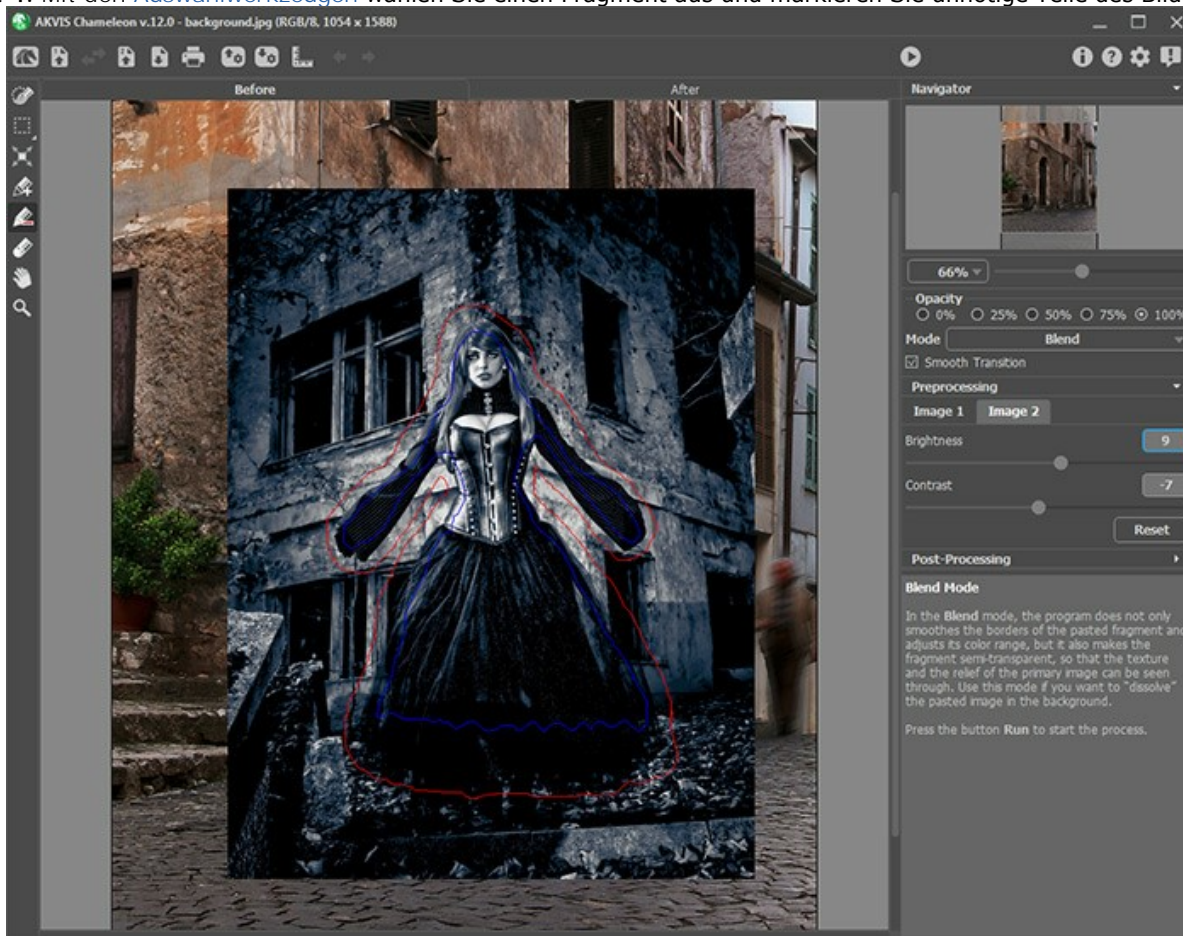 Mit den Auswahlwerkzeugen wählen Sie einen Fragment aus und markieren Sie unnötige Teile des Bild
AKVIS Chameleon v.12.0 - background.jpg (RGB/8, 1054 x 1588)
Before
After
Navigator
66%
Opacity
0% 25% 50% 75% 100%
Mode Blend
Smooth Transition
Preprocessing
Image 1 Image 2
Brightness 9
Contrast -7
Reset
Post-Processing
Blend Mode
In the Blend mode, the program does not only
smoothes the borders of the pasted fragment and
adjusts its color range, but it also makes the
fragment semi-transparent, so that the texture
and the relief of the primary image can be seen
through. Use this mode if you want to "dissolve"
the pasted image in the background.
Press the button Run to start the process.